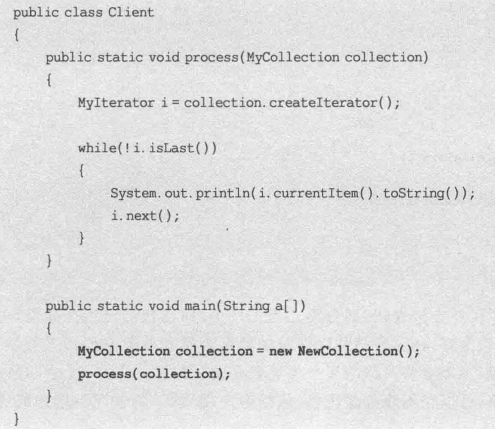 public class Client
{
    public static void process(MyCollection collection)
    {
        MyIterator i = collection.createIterator();

        while(!i.isLast())
        {
            System.out.println(i.currentItem().toString());
            i.next();
        }
    }

    public static void main(String a[])
    {
        MyCollection collection = new NewCollection();
        process(collection);
    }
}